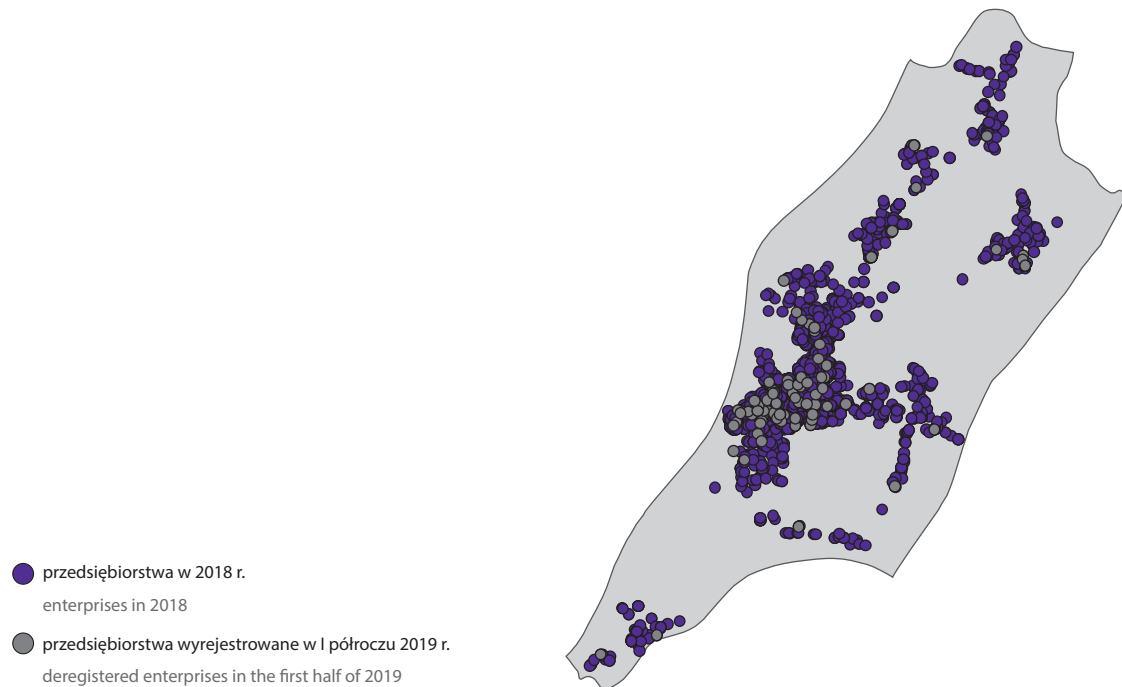 przedsiębiorstwa w 2018 r.
enterprises in 2018
przedsiębiorstwa wyrejestrowane w I półroczu 2019 r.
deregistered enterprises in the first half of 2019